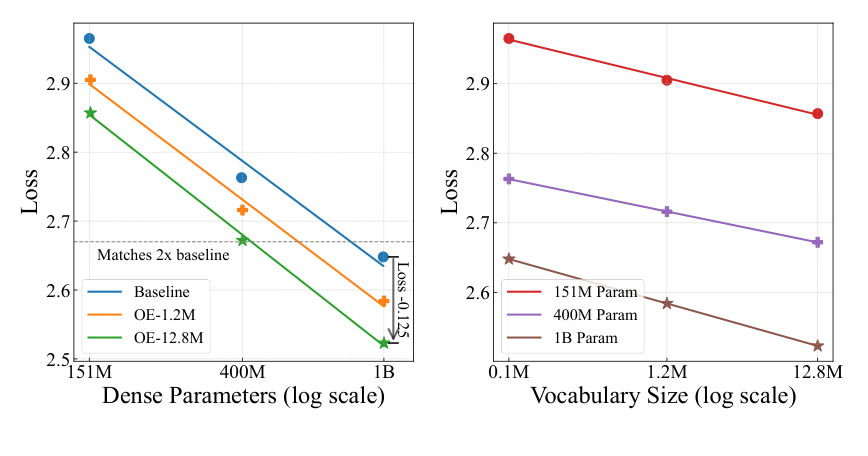 2.9
2.8
2.7
2.6
2.5
Loss
Matches 2x baseline
Baseline
OE-1.2M
OE-12.8M
Loss -0.125
151M
400M
1B
Dense Parameters (log scale)
2.9
2.8
2.7
2.6
Loss
151M Param
400M Param
1B Param
0.1M
1.2M
12.8M
Vocabulary Size (log scale)